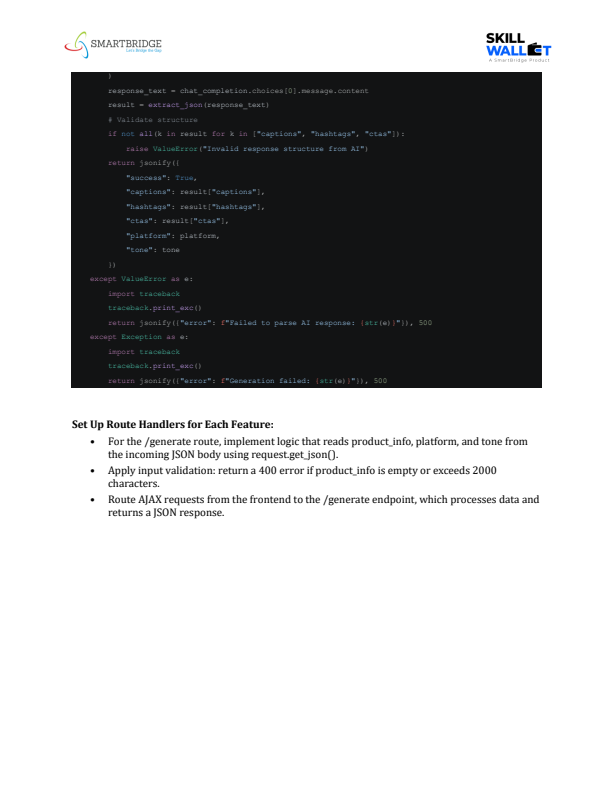 SMARTBRIDGE
Let's Bridge the Gap
SKILL
WALLET
A SmartBridge Product
)
response_text = chat_completion.choices[0].message.content
result = extract_json(response_text)
# Validate structure
if not all(k in result for k in ["captions", "hashtags", "ctas"]):
raise ValueError("Invalid response structure from AI")
return jsonify({
"success": True,
"captions": result["captions"],
"hashtags": result["hashtags"],
"ctas": result["ctas"],
"platform": platform,
"tone": tone
})
except ValueError as e:
import traceback
traceback.print_exc()
return jsonify({"error": f"Failed to parse AI response: {str(e)}"}), 500
except Exception as e:
import traceback
traceback.print_exc()
return jsonify({"error": f"Generation failed: {str(e)}"}), 500
Set Up Route Handlers for Each Feature:
• For the /generate route, implement logic that reads product_info, platform, and tone from
the incoming JSON body using request.get_json().
• Apply input validation: return a 400 error if product_info is empty or exceeds 2000
characters.
• Route AJAX requests from the frontend to the /generate endpoint, which processes data and
returns a JSON response.